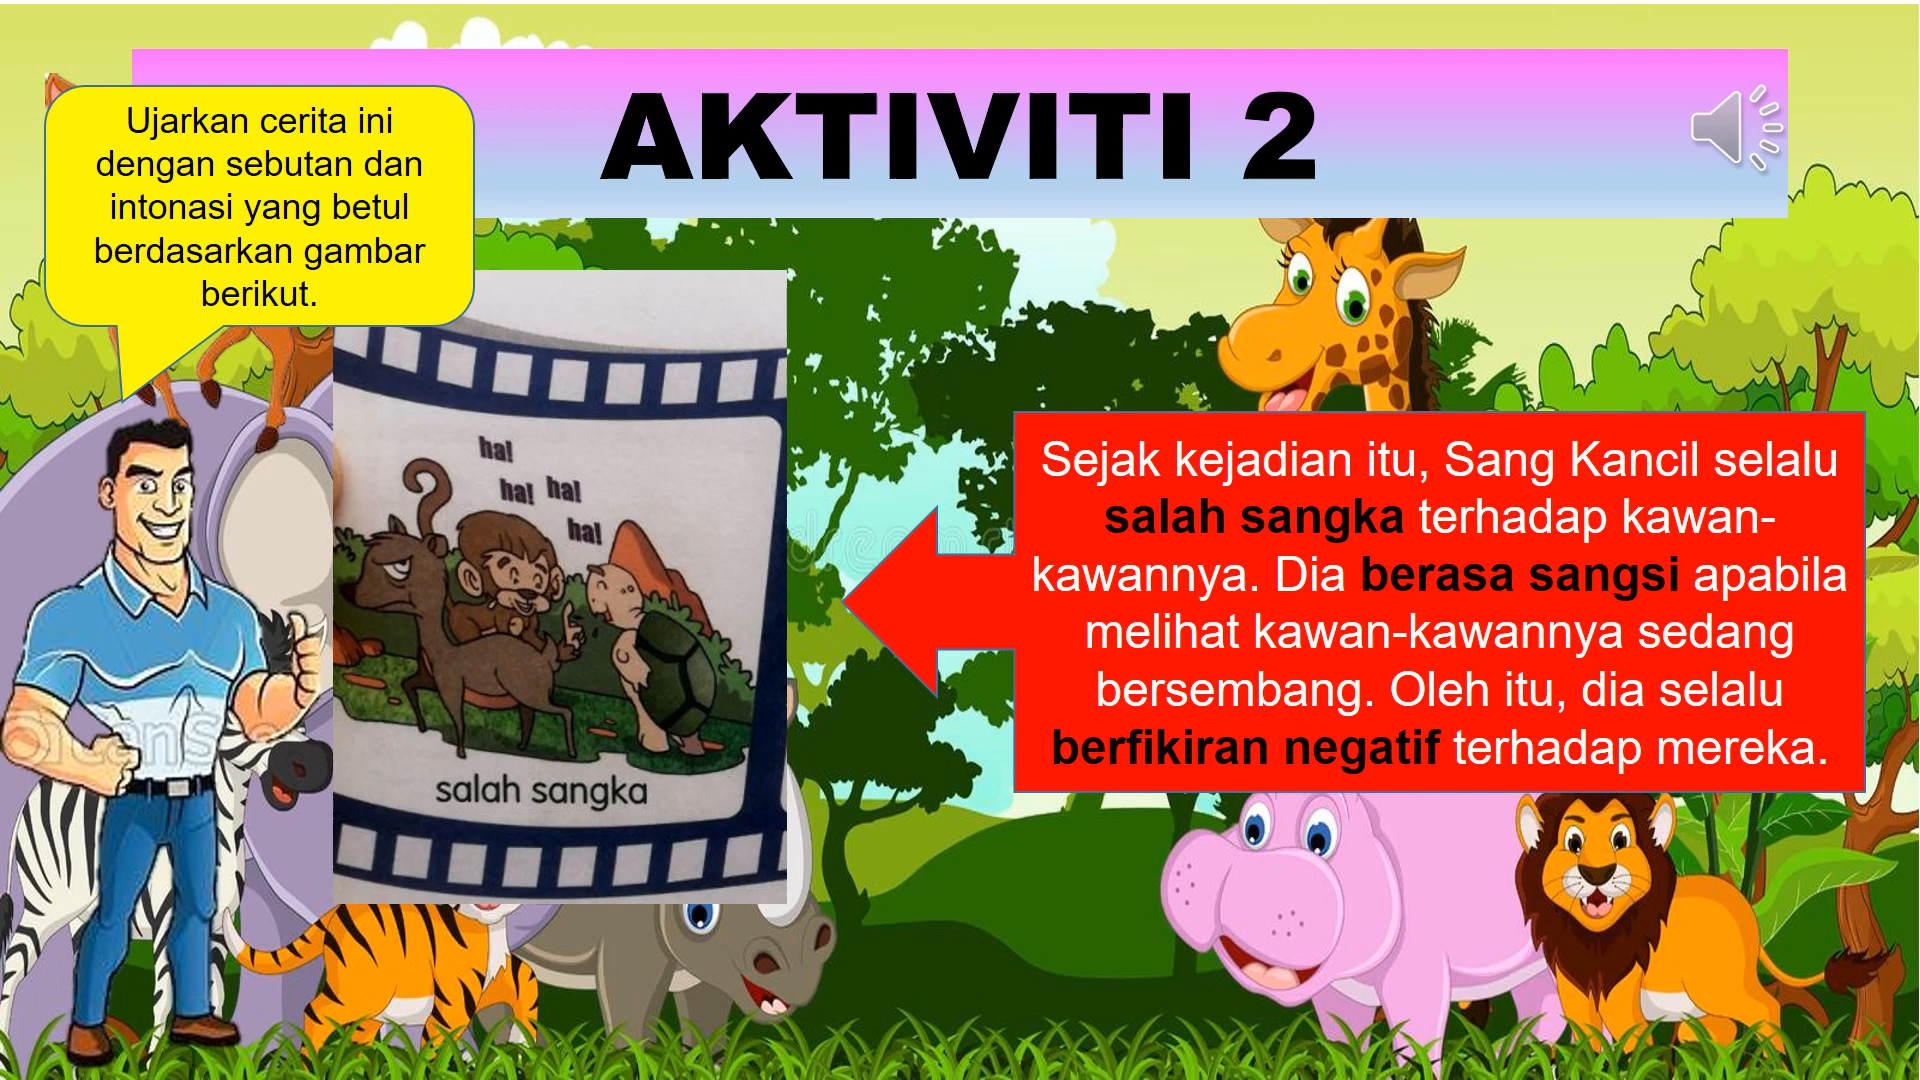 AKTIVITI 2
Ujarkan cerita ini
dengan sebutan dan
intonasi yang betul
berdasarkan gambar
berikut.
ha!
ha! ha!
ha!
salah sangka
Sejak kejadian itu, Sang Kancil selalu
salah sangka terhadap kawan-
kawannya. Dia berasa sangsi apabila
melihat kawan-kawannya sedang
bersembang. Oleh itu, dia selalu
berfikiran negatif terhadap mereka.